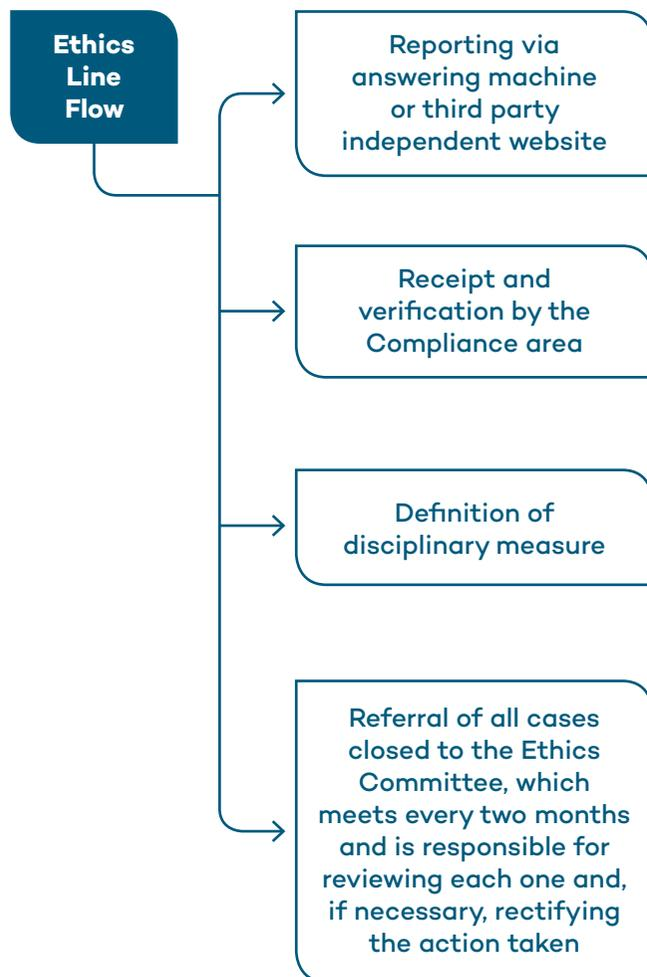 Ethics
Line
Flow
Reporting via
answering machine
or third party
independent website
Receipt and
verification by the
Compliance area
Definition of
disciplinary measure
Referral of all cases
closed to the Ethics
Committee, which
meets every two months
and is responsible for
reviewing each one and,
if necessary, rectifying
the action taken